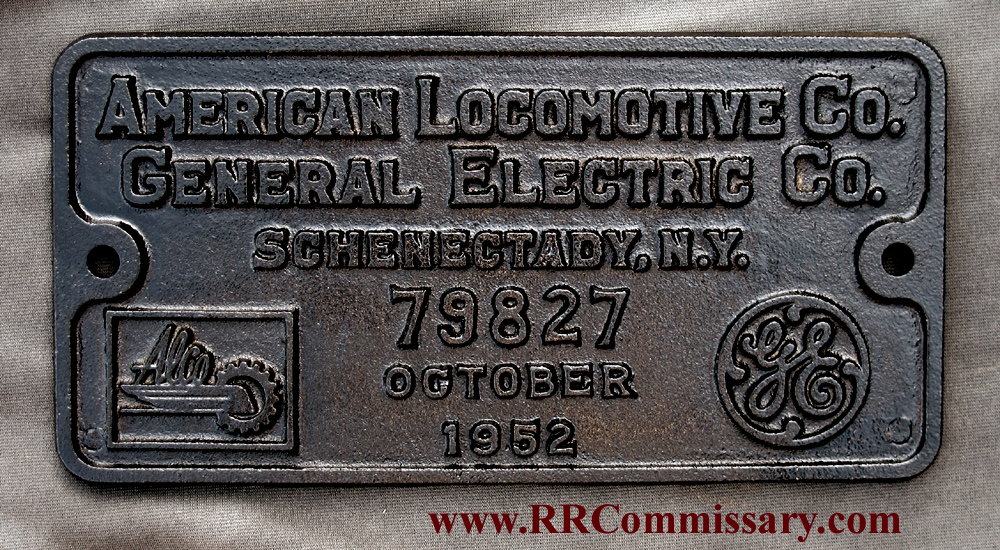 AMERICAN LOCOMOTIVE CO.
GENERAL ELECTRIC CO.
SCHENECTADY, N.Y.
79827
OCTOBER
1952
Alco
GE
www.RRCommissary.com